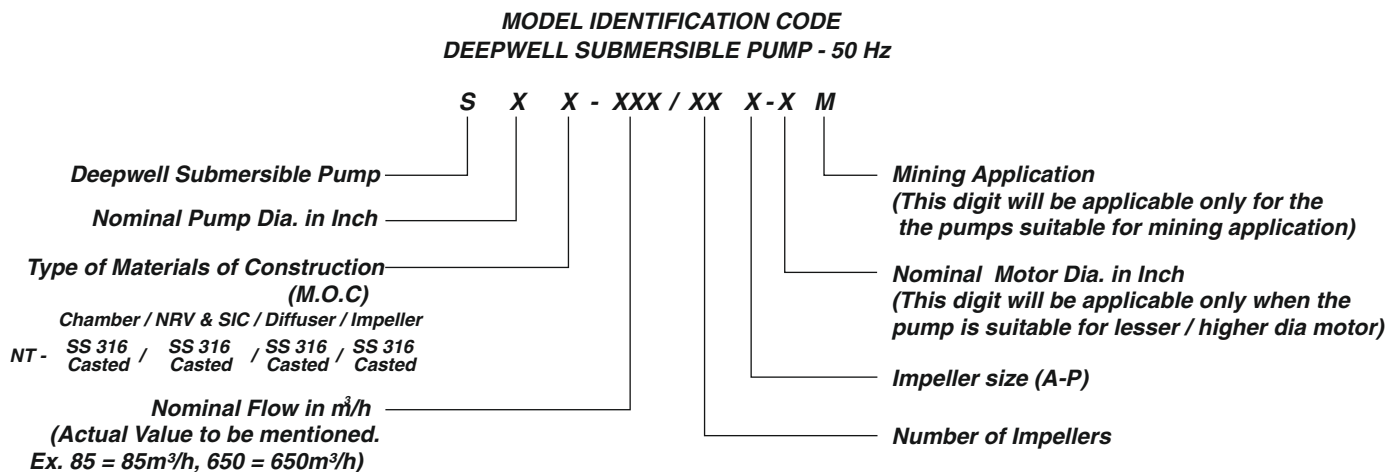 MODEL IDENTIFICATION CODE
DEEPWELL SUBMERSIBLE PUMP - 50 Hz
S X X - XXX / XX X - X M
Deepwell Submersible Pump
Nominal Pump Dia. in Inch
Type of Materials of Construction
(M.O.C)
Chamber / NRV & SIC / Diffuser / Impeller
NT - SS 316 Casted / SS 316 Casted / SS 316 Casted / SS 316 Casted
Nominal Flow in m³/h
(Actual Value to be mentioned.
Ex. 85 = 85m³/h, 650 = 650m³/h)
Mining Application
(This digit will be applicable only for the
the pumps suitable for mining application)
Nominal Motor Dia. in Inch
(This digit will be applicable only when the
pump is suitable for lesser / higher dia motor)
Impeller size (A-P)
Number of Impellers